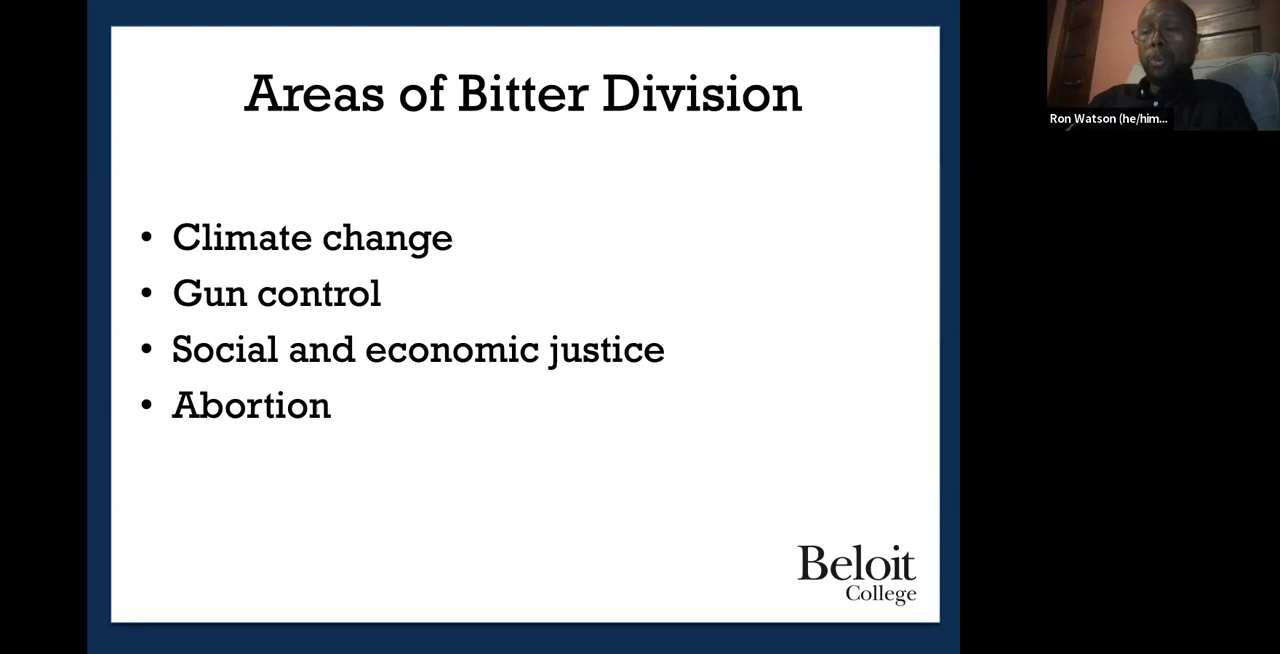 Areas of Bitter Division
• Climate change
• Gun control
• Social and economic justice
• Abortion
Beloit
College
Ron Watson (he/him...